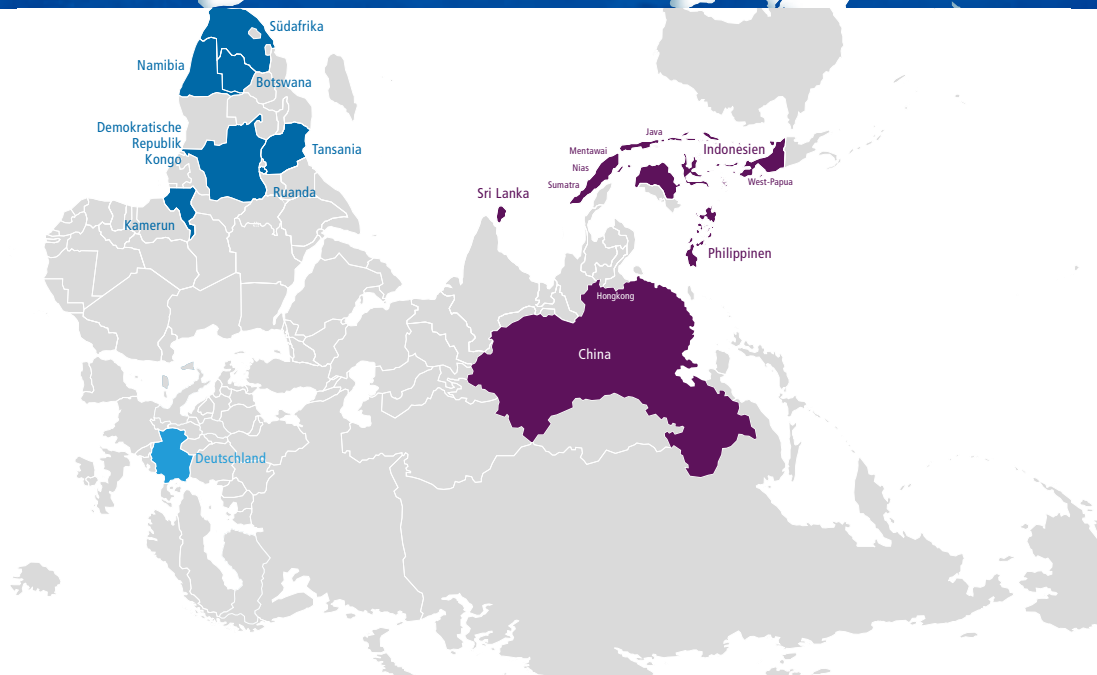 Südafrika
Namibia
Botswana
Demokratische
Republik
Kongo
Tansania
Ruanda
Kamerun
Java
Mentawai
Indonesien
Nias
Sumatra
West-Papua
Sri Lanka
Philippinen
Hongkong
China
Deutschland